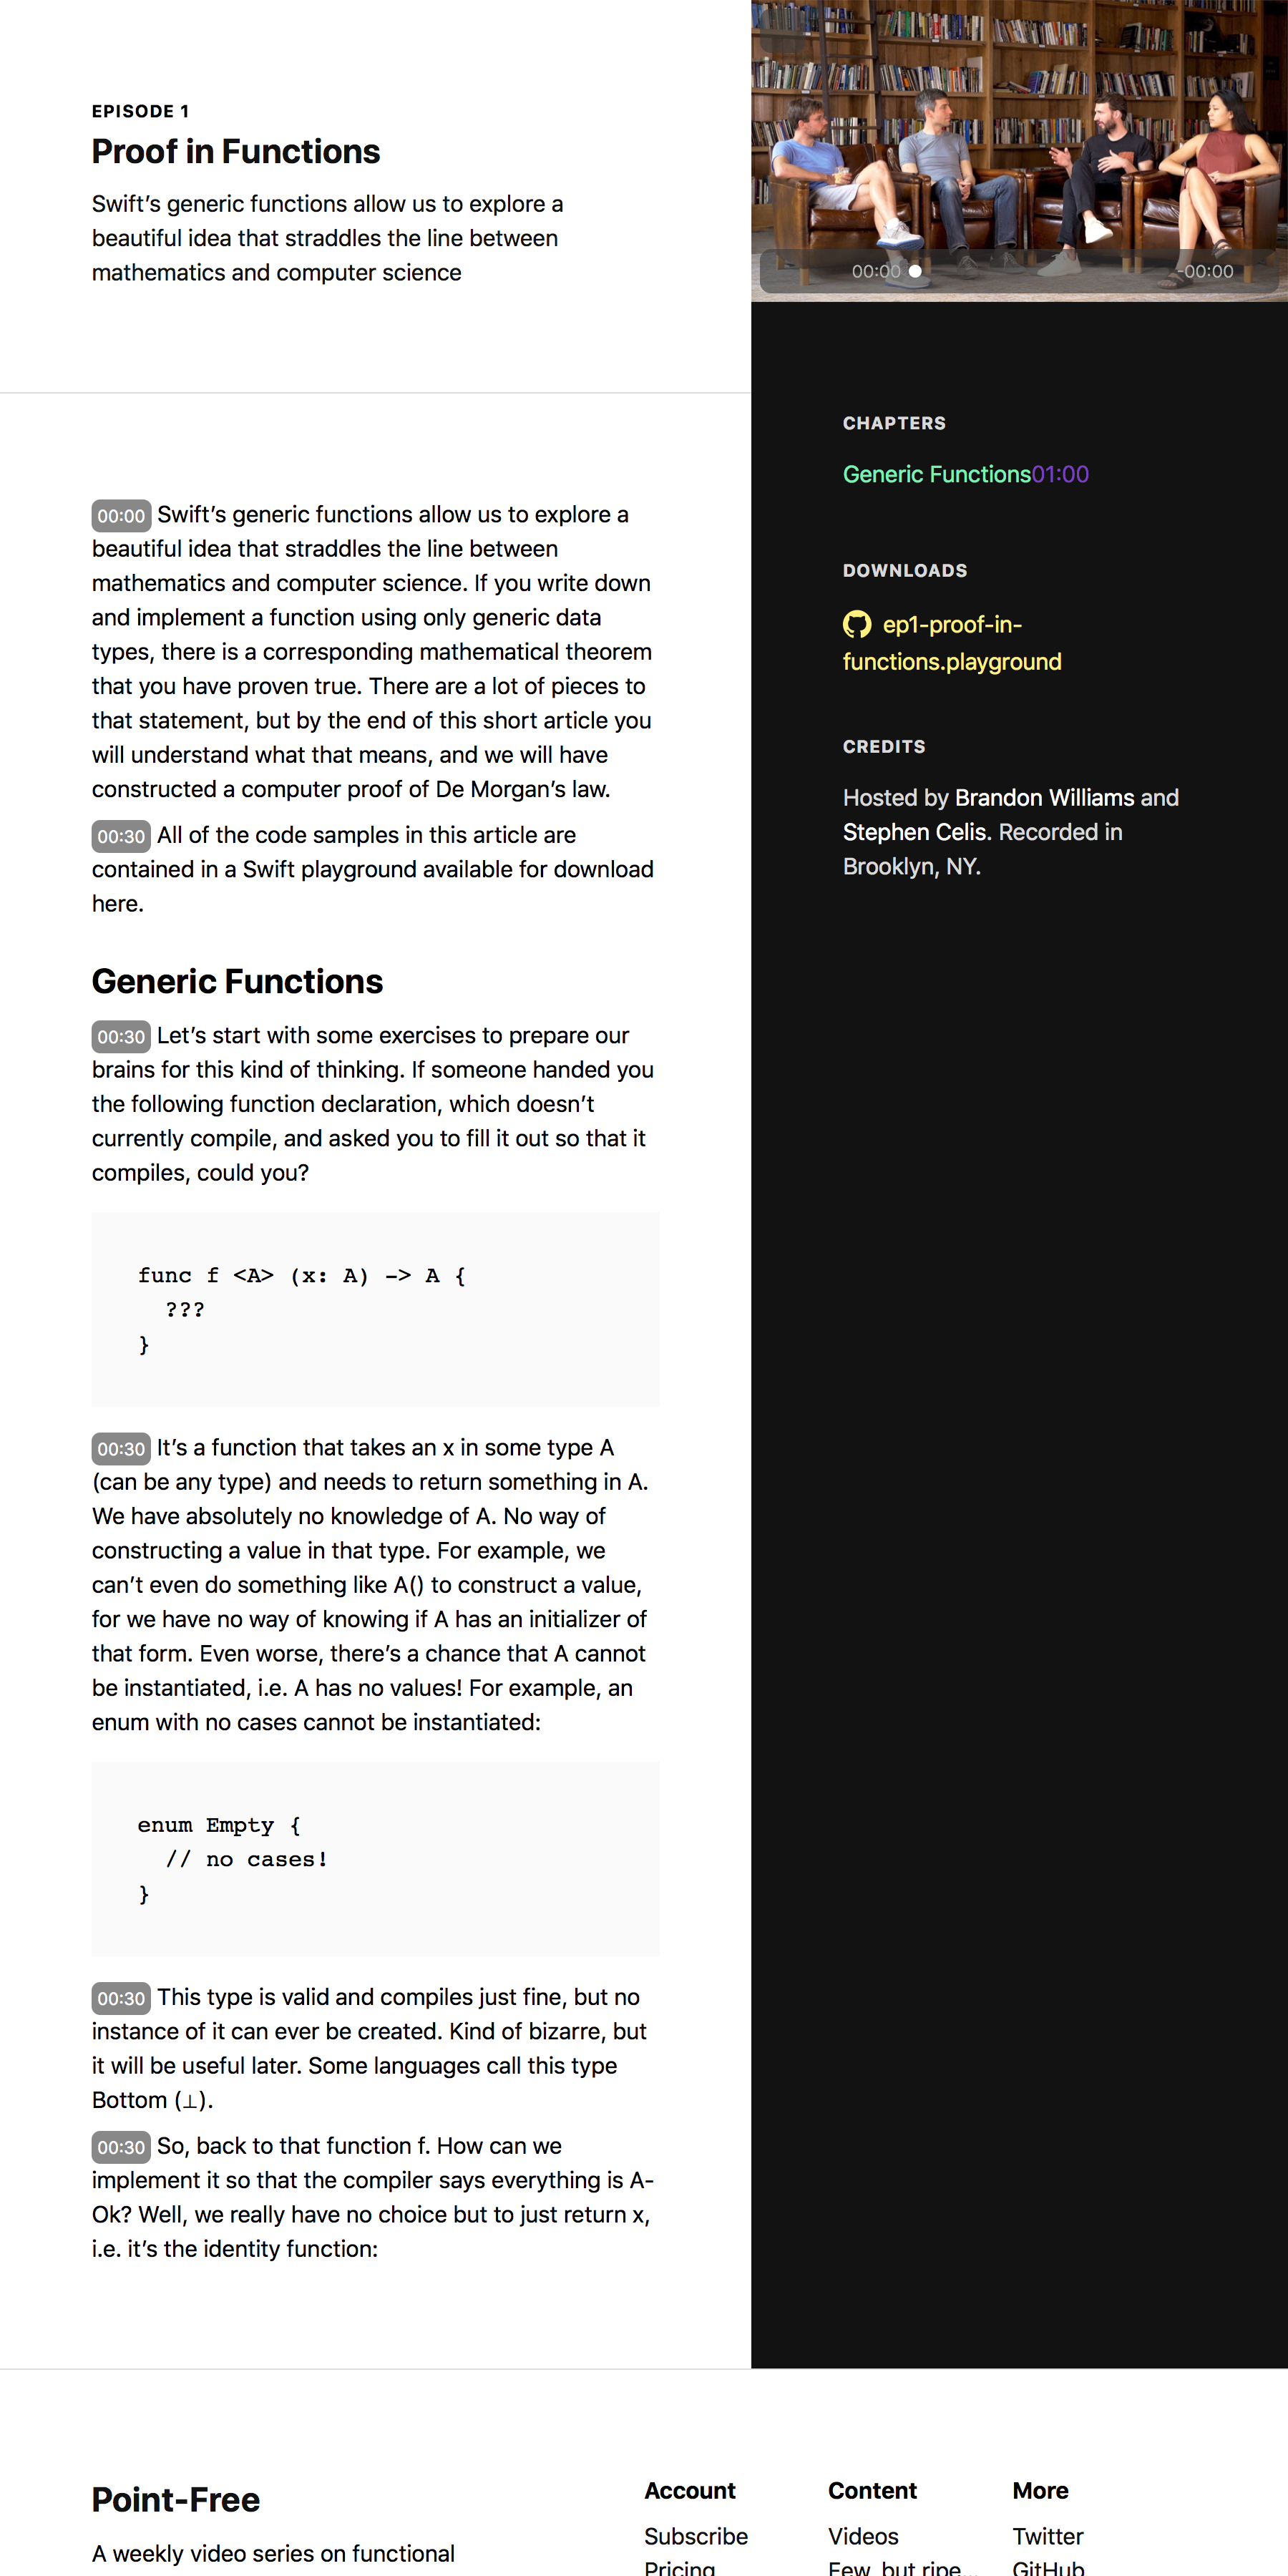 EPISODE 1
Proof in Functions
Swift’s generic functions allow us to explore a
beautiful idea that straddles the line between
mathematics and computer science
00:00
-00:00
CHAPTERS
Generic Functions01:00
DOWNLOADS
ep1-proof-in-
functions.playground
CREDITS
Hosted by Brandon Williams and
Stephen Celis. Recorded in
Brooklyn, NY.
00:00 Swift’s generic functions allow us to explore a
beautiful idea that straddles the line between
mathematics and computer science. If you write down
and implement a function using only generic data
types, there is a corresponding mathematical theorem
that you have proven true. There are a lot of pieces to
that statement, but by the end of this short article you
will understand what that means, and we will have
constructed a computer proof of De Morgan’s law.
00:30 All of the code samples in this article are
contained in a Swift playground available for download
here.
Generic Functions
00:30 Let’s start with some exercises to prepare our
brains for this kind of thinking. If someone handed you
the following function declaration, which doesn’t
currently compile, and asked you to fill it out so that it
compiles, could you?
func f <A> (x: A) -> A {
  ???
}
00:30 It’s a function that takes an x in some type A
(can be any type) and needs to return something in A.
We have absolutely no knowledge of A. No way of
constructing a value in that type. For example, we
can’t even do something like A() to construct a value,
for we have no way of knowing if A has an initializer of
that form. Even worse, there’s a chance that A cannot
be instantiated, i.e. A has no values! For example, an
enum with no cases cannot be instantiated:
enum Empty {
  // no cases!
}
00:30 This type is valid and compiles just fine, but no
instance of it can ever be created. Kind of bizarre, but
it will be useful later. Some languages call this type
Bottom (⊥).
00:30 So, back to that function f. How can we
implement it so that the compiler says everything is A-
Ok? Well, we really have no choice but to just return x,
i.e. it’s the identity function:
Point-Free
A weekly video series on functional
Account
Subscribe
Pricing
Content
Videos
Few, but ripe...
More
Twitter
GitHub